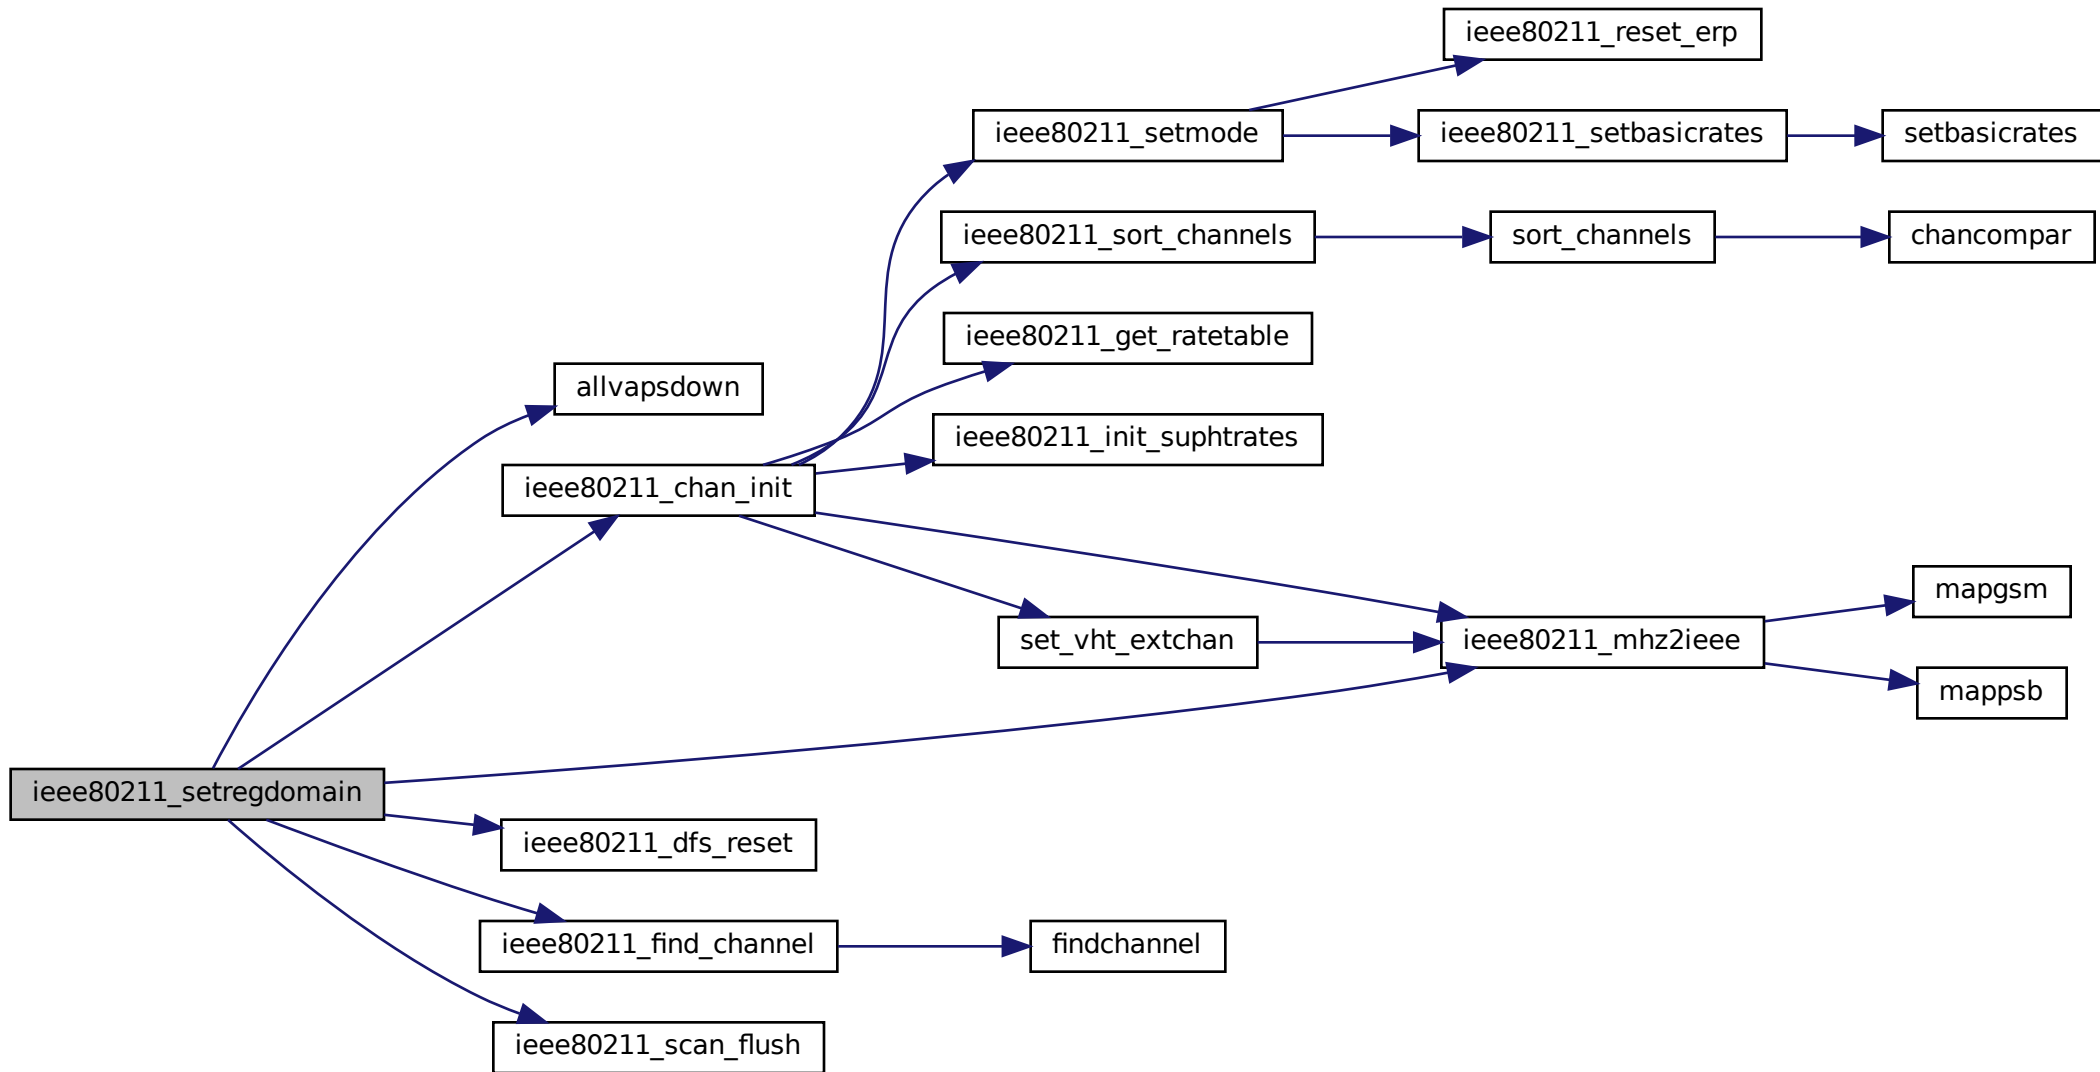 ieee80211_reset_erp
ieee80211_setmode
ieee80211_setbasicrates
setbasicrates
ieee80211_sort_channels
sort_channels
chancompar
ieee80211_get_ratetable
allvapsdown
ieee80211_init_suphtrates
ieee80211_chan_init
mapgsm
set_vht_extchan
ieee80211_mhz2ieee
mappsb
ieee80211_setregdomain
ieee80211_dfs_reset
ieee80211_find_channel
findchannel
ieee80211_scan_flush